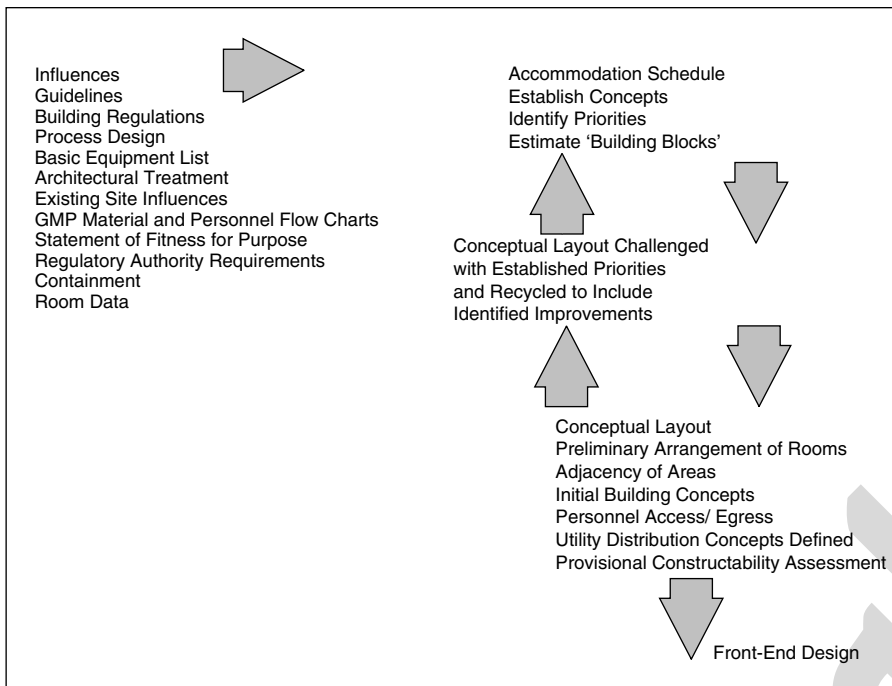 Influences
Guidelines
Building Regulations
Process Design
Basic Equipment List
Architectural Treatment
Existing Site Influences
GMP Material and Personnel Flow Charts
Statement of Fitness for Purpose
Regulatory Authority Requirements
Containment
Room Data
Accommodation Schedule
Establish Concepts
Identify Priorities
Estimate ‘Building Blocks’
Conceptual Layout Challenged
with Established Priorities
and Recycled to Include
Identified Improvements
Conceptual Layout
Preliminary Arrangement of Rooms
Adjacency of Areas
Initial Building Concepts
Personnel Access/ Egress
Utility Distribution Concepts Defined
Provisional Constructability Assessment
Front-End Design